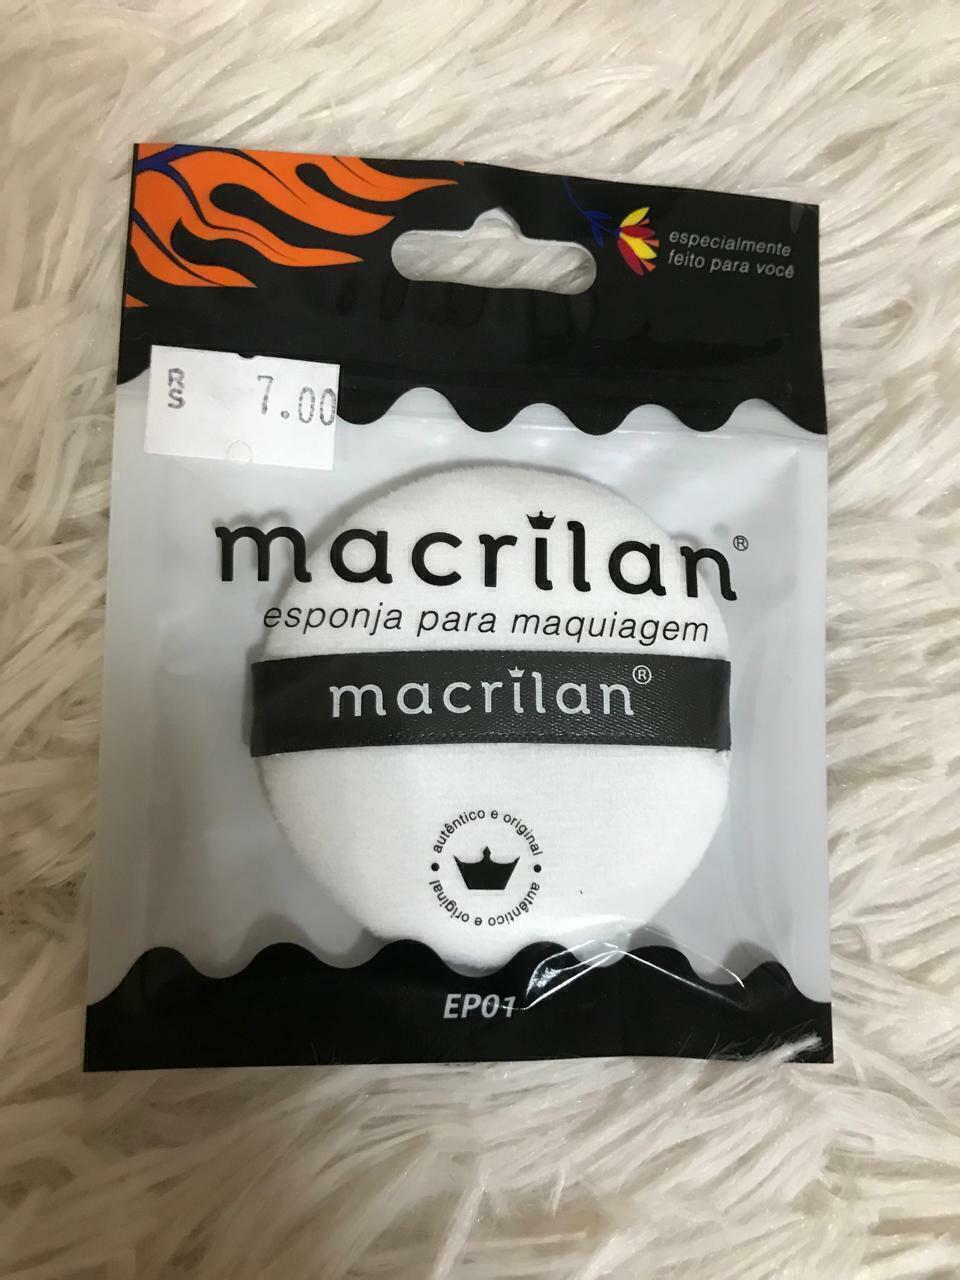 especialmente
feito para você
R$ 7.00
macrilan®
esponja para maquiagem
macrilan®
autêntico e original
autêntico e original
EP01